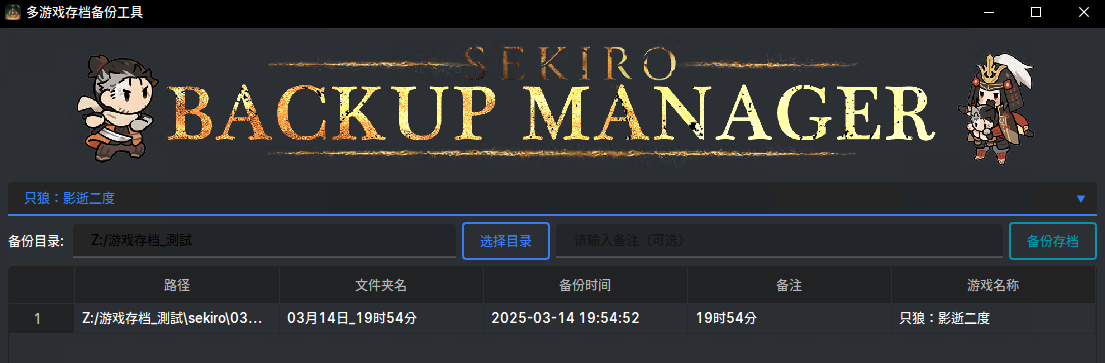 多游戏存档备份工具
SEKIRO
BACKUP MANAGER
只狼：影逝二度
备份目录: Z:/游戏存档_測試 选择目录 请输入备注（可选） 备份存档
路径 文件夹名 备份时间 备注 游戏名称
1 Z:/游戏存档_測試\sekiro\03... 03月14日_19时54分 2025-03-14 19:54:52 19时54分 只狼：影逝二度